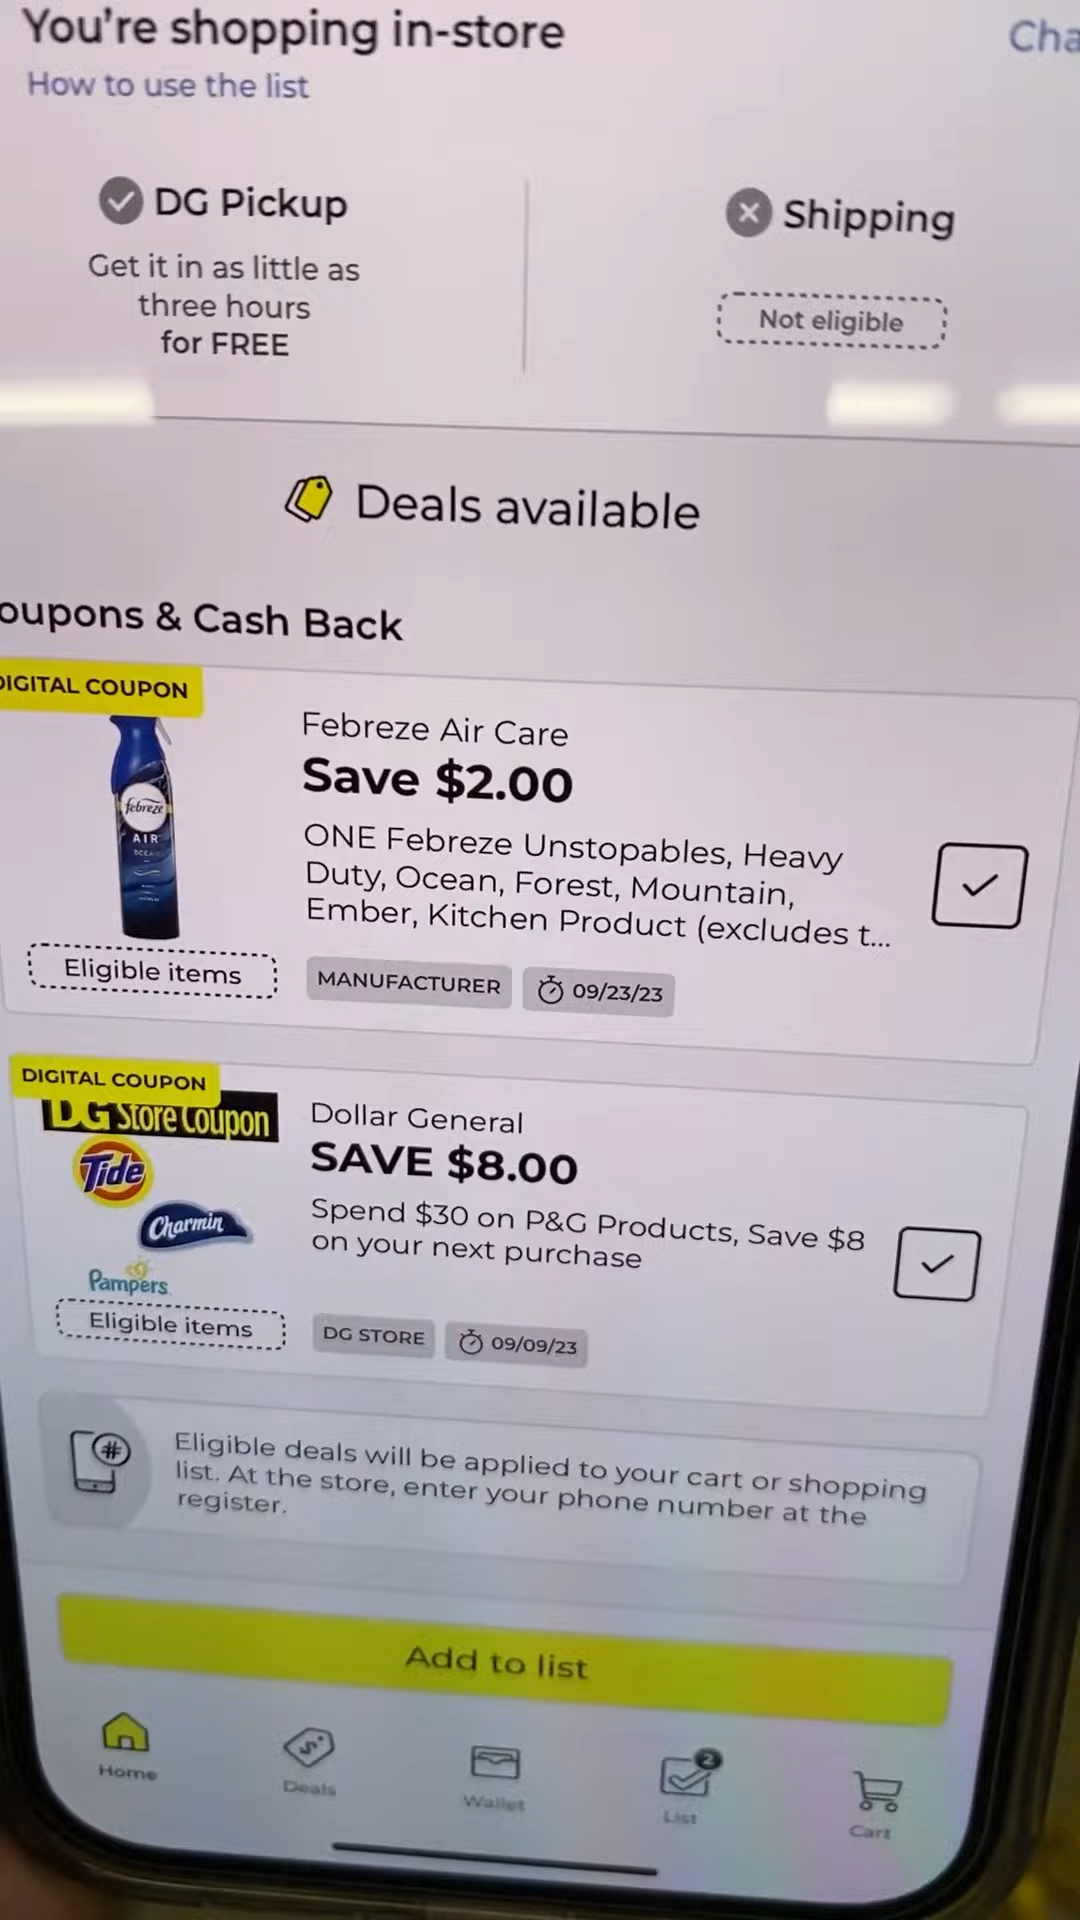 You're shopping in-store
How to use the list
DG Pickup
Shipping
Get it in as little as
three hours
for FREE
Not eligible
Deals available
oupons & Cash Back
DIGITAL COUPON
Febreze Air Care
Save $2.00
ONE Febreze Unstopables, Heavy
Duty, Ocean, Forest, Mountain,
Ember, Kitchen Product (excludes t...
febreze
AIR
Eligible items
MANUFACTURER
09/23/23
DIGITAL COUPON
DG Store Coupon
Tide
Charmin
Pampers
Dollar General
SAVE $8.00
Spend $30 on P&G Products, Save $8
on your next purchase
Eligible items
DG STORE
09/09/23
#
Eligible deals will be applied to your cart or shopping
list. At the store, enter your phone number at the
register.
Add to list
Home
Deals
Wallet
2
List
Cart